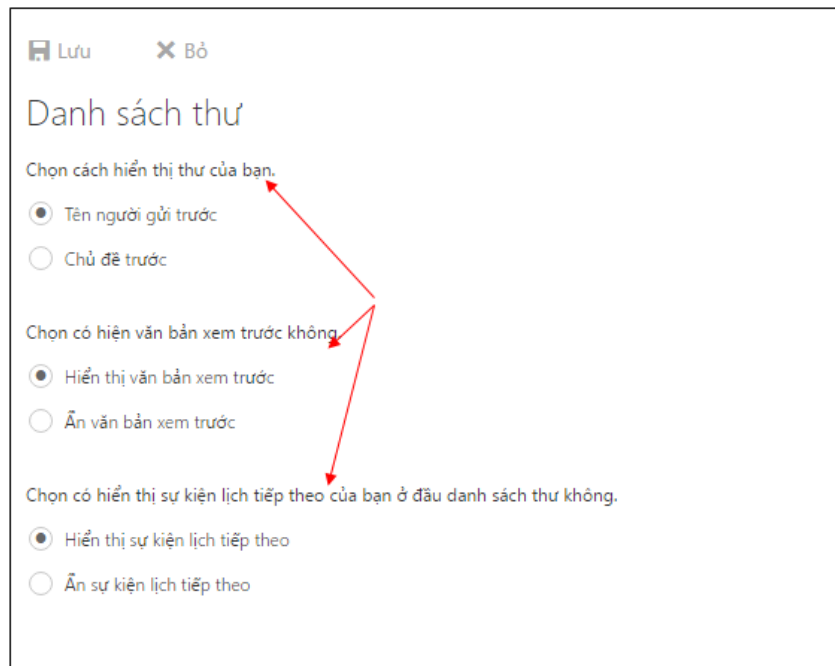 Lưu Bỏ
Danh sách thư
Chọn cách hiển thị thư của bạn.
Tên người gửi trước
Chủ đề trước
Chọn có hiện văn bản xem trước không
Hiển thị văn bản xem trước
Ẩn văn bản xem trước
Chọn có hiển thị sự kiện lịch tiếp theo của bạn ở đầu danh sách thư không.
Hiển thị sự kiện lịch tiếp theo
Ẩn sự kiện lịch tiếp theo